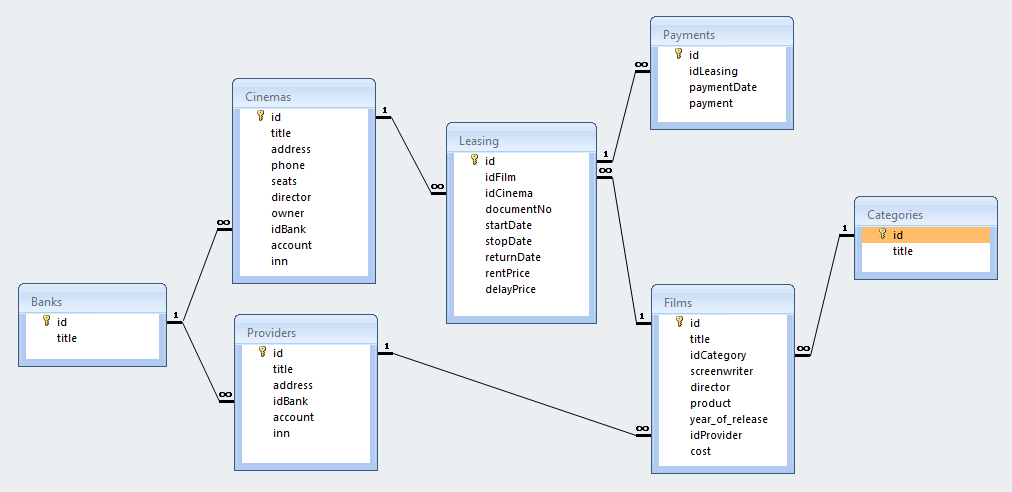 Payments
id
idLeasing
paymentDate
payment
Cinemas
id
title
address
phone
seats
director
owner
idBank
account
inn
Leasing
id
idFilm
idCinema
documentNo
startDate
stopDate
returnDate
rentPrice
delayPrice
Categories
id
title
Banks
id
title
Providers
id
title
address
idBank
account
inn
Films
id
title
idCategory
screenwriter
director
product
year_of_release
idProvider
cost
1
∞
1
∞
1
∞
∞
1
∞
1
∞
1
∞
1